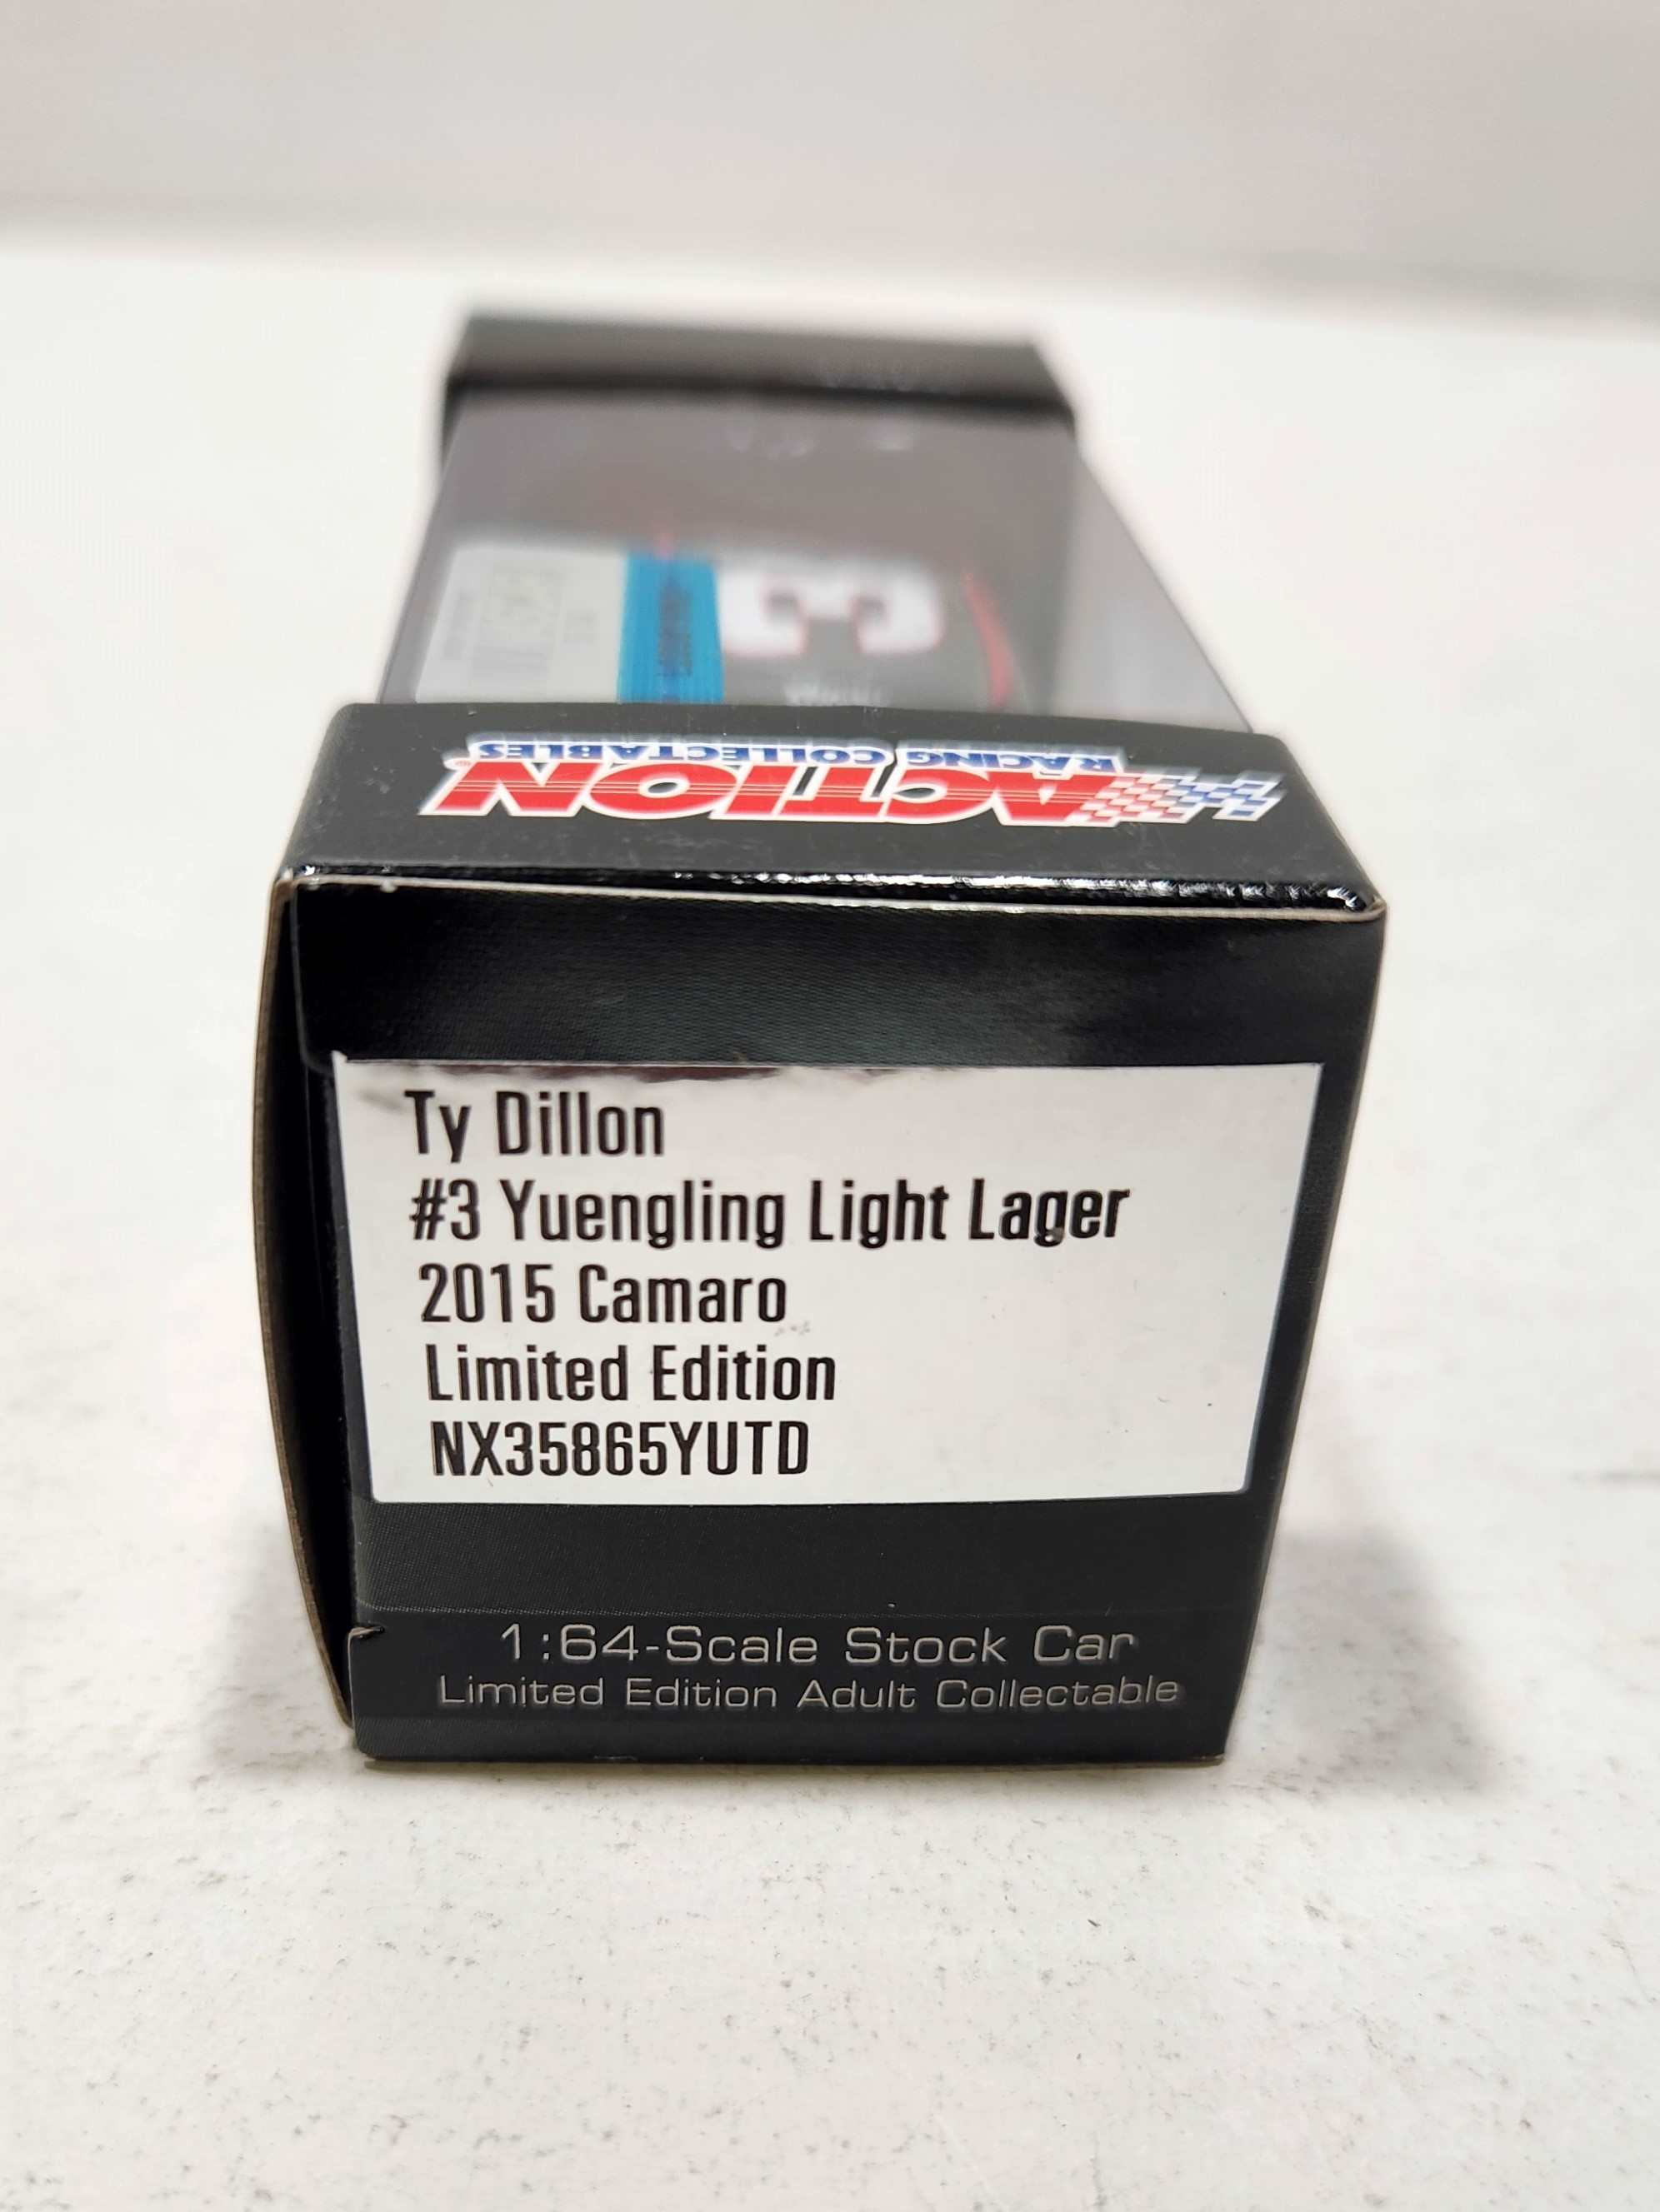 3
ACTION
RACING COLLECTABLES
Ty Dillon
#3 Yuengling Light Lager
2015 Camaro
Limited Edition
NX35865YUTD
1:64-Scale Stock Car
Limited Edition Adult Collectable